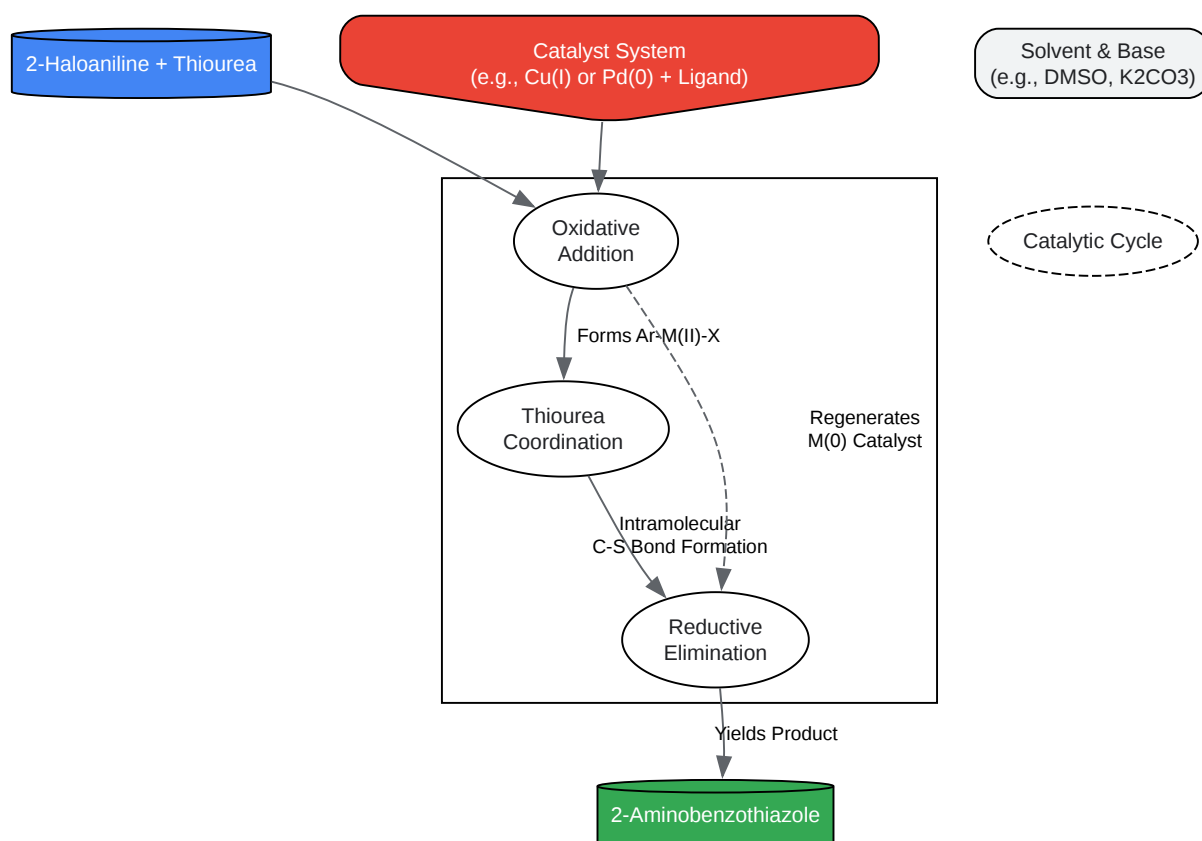 2-Haloaniline + Thiourea
Catalyst System
(e.g., Cu(I) or Pd(0) + Ligand)
Solvent & Base
(e.g., DMSO, K2CO3)
Oxidative
Addition
Catalytic Cycle
Forms Ar-M(II)-X
Thiourea
Coordination
Regenerates
M(0) Catalyst
Intramolecular
C-S Bond Formation
Reductive
Elimination
Yields Product
2-Aminobenzothiazole